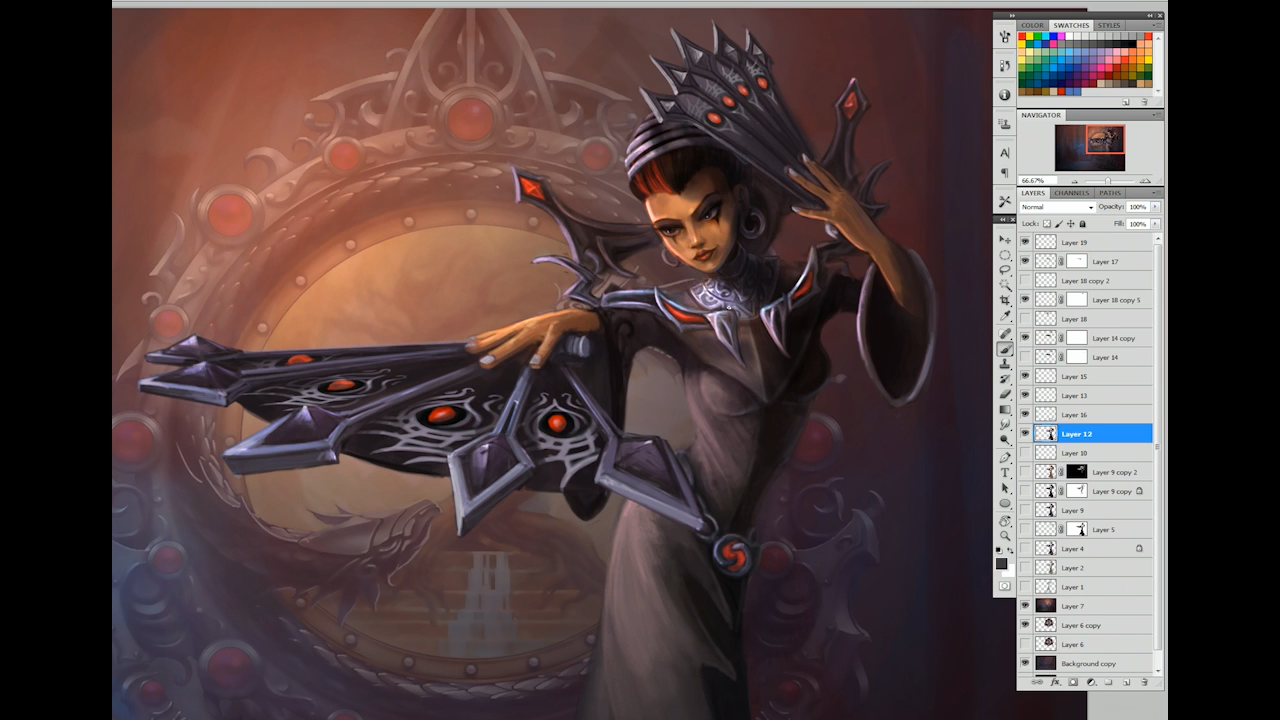 COLOR SWATCHES STYLES
NAVIGATOR
66.67%
LAYERS CHANNELS PATHS
Normal Opacity: 100%
Lock: Fill: 100%
Layer 19
Layer 17
Layer 18 copy 2
Layer 18 copy 5
Layer 18
Layer 14 copy
Layer 14
Layer 15
Layer 13
Layer 16
Layer 12
Layer 10
Layer 9 copy 2
Layer 9 copy
Layer 9
Layer 5
Layer 4
Layer 2
Layer 1
Layer 7
Layer 6 copy
Layer 6
Background copy